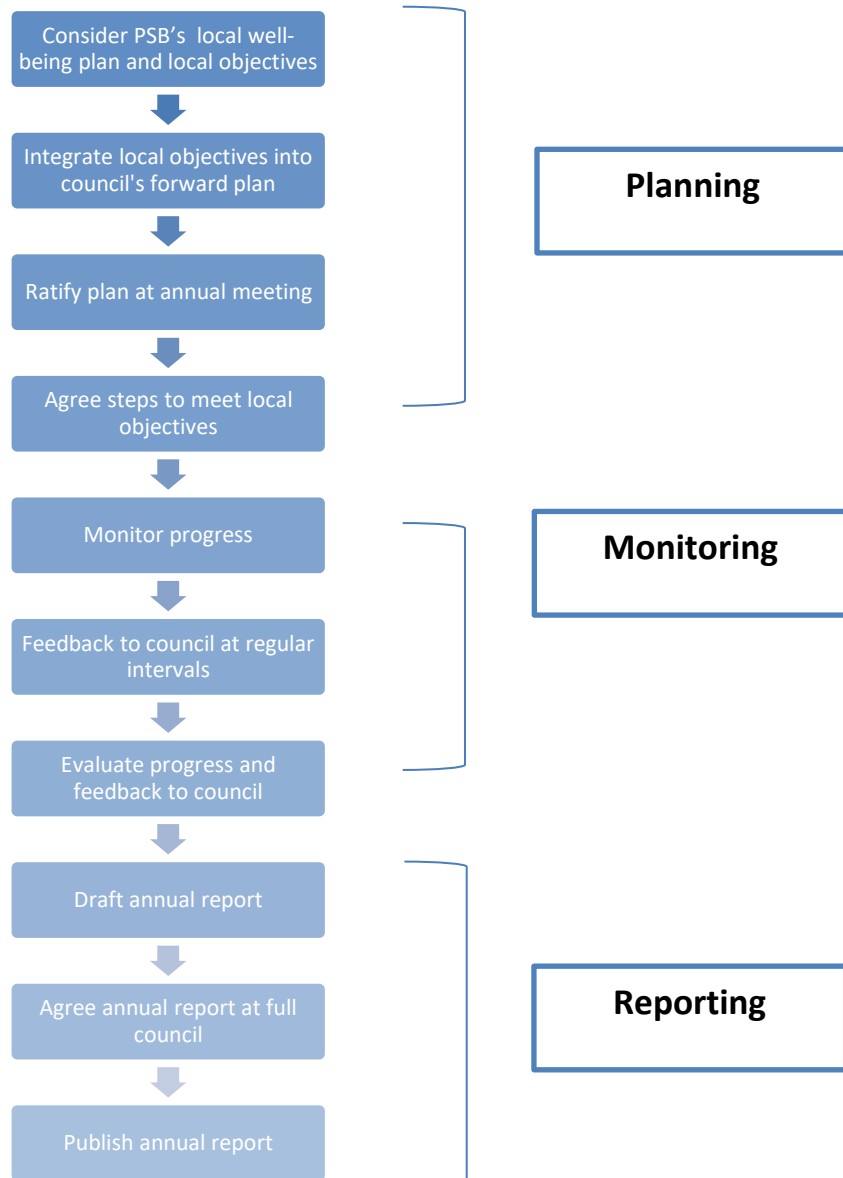 Consider PSB’s  local well-
being plan and local objectives
Integrate local objectives into
council's forward plan
Planning
Ratify plan at annual meeting
Agree steps to meet local
objectives
Monitor progress
Monitoring
Feedback to council at regular
intervals
Evaluate progress and
feedback to council
Draft annual report
Agree annual report at full
council
Reporting
Publish annual report